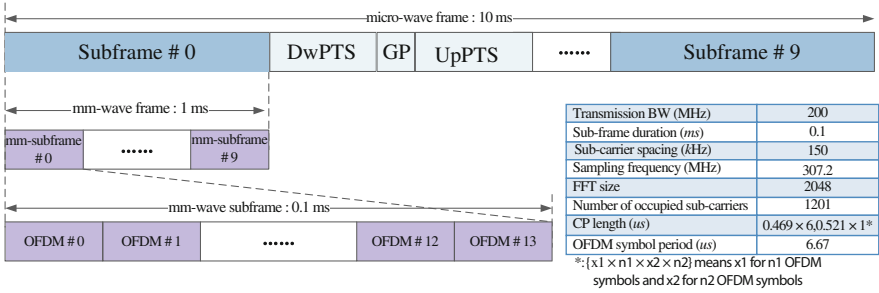 micro-wave frame : 10 ms
Subframe # 0 DwPTS GP UpPTS ...... Subframe # 9
mm-wave frame : 1 ms
mm-subframe # 0 ...... mm-subframe # 9
mm-wave subframe : 0.1 ms
OFDM # 0 OFDM # 1 ...... OFDM # 12 OFDM # 13
Transmission BW (MHz) 200
Sub-frame duration (ms) 0.1
Sub-carrier spacing (kHz) 150
Sampling frequency (MHz) 307.2
FFT size 2048
Number of occupied sub-carriers 1201
CP length (us) 0.469 × 6,0.521 × 1*
OFDM symbol period (us) 6.67
*: {x1 × n1 × x2 × n2} means x1 for n1 OFDM
symbols and x2 for n2 OFDM symbols